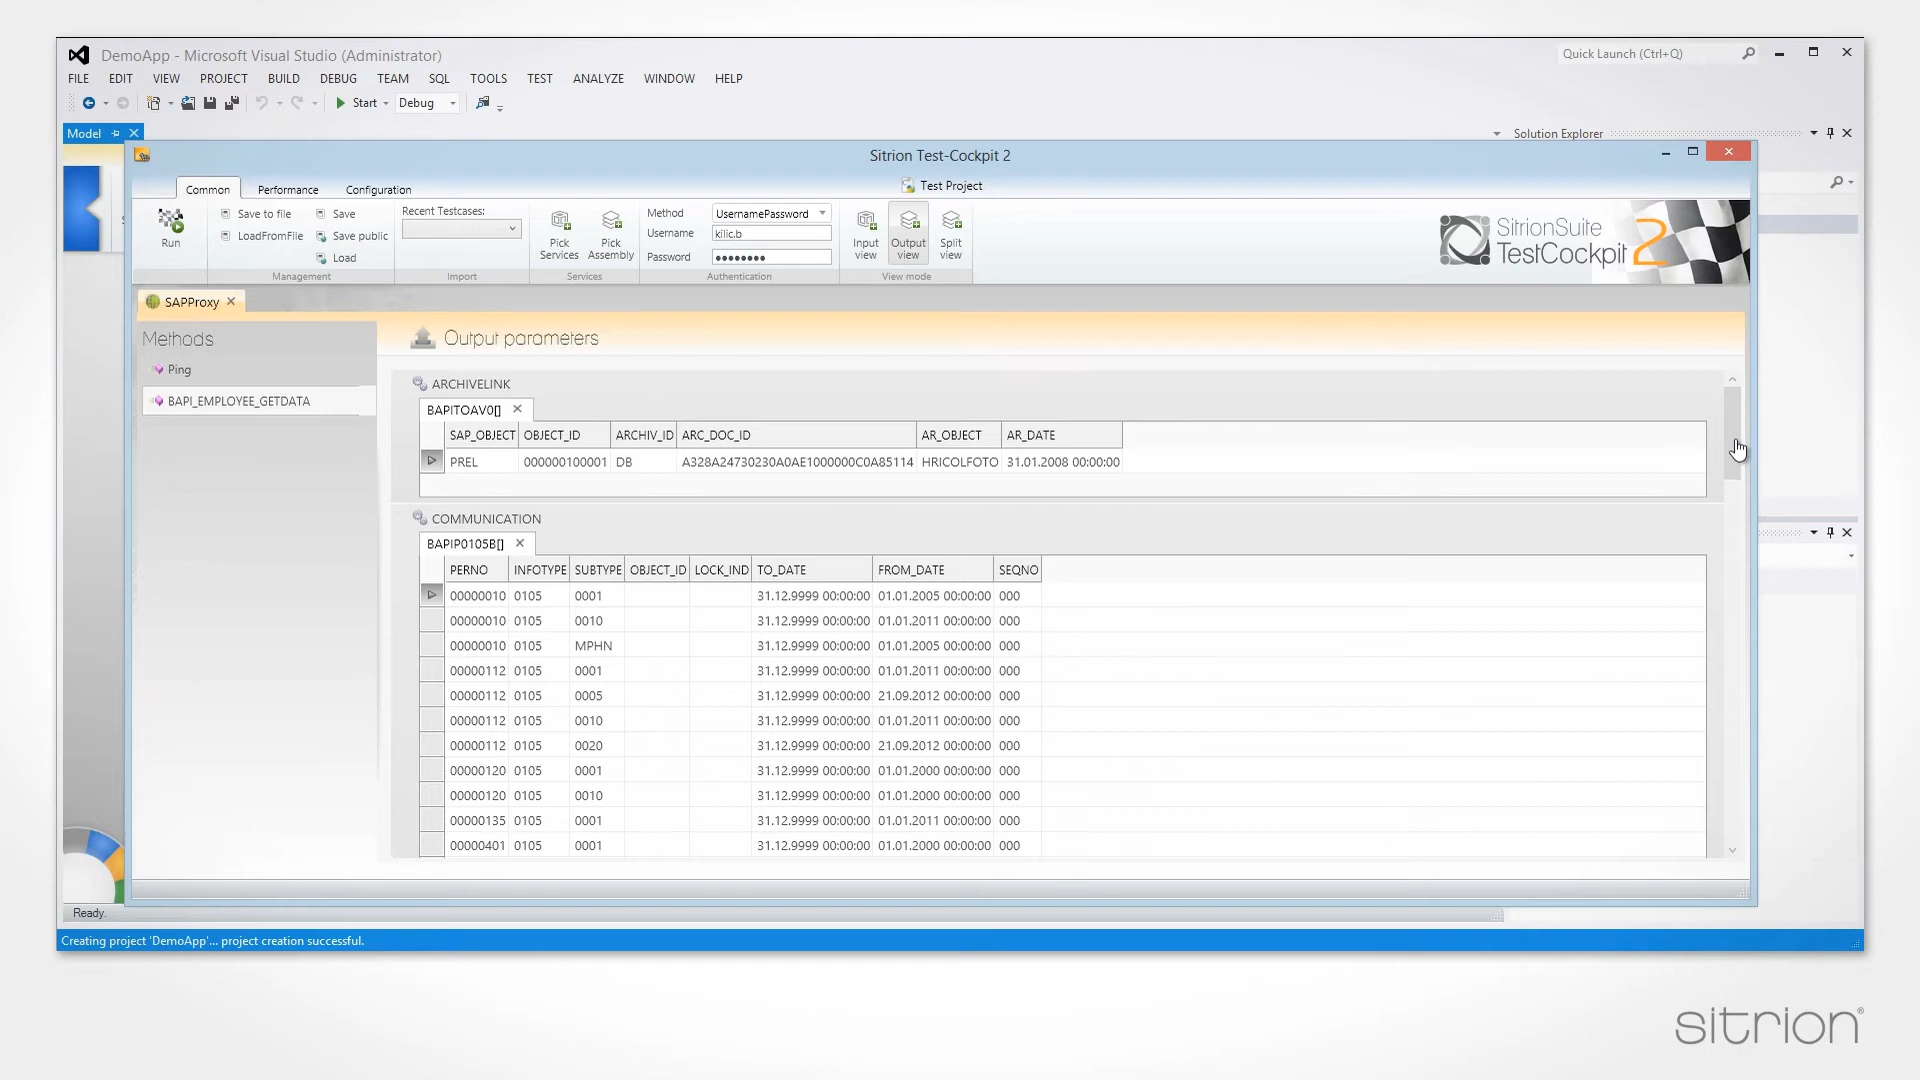 DemoApp - Microsoft Visual Studio (Administrator)
Quick Launch (Ctrl+Q)
FILE EDIT VIEW PROJECT BUILD DEBUG TEAM SQL TOOLS TEST ANALYZE WINDOW HELP
Start Debug
Model
Solution Explorer
Sitrion Test-Cockpit 2
Common Performance Configuration
Test Project
Run
Save to file
LoadFromFile
Save
Save public
Load
Management
Recent Testcases:
Import
Pick Services
Pick Assembly
Services
Method UsernamePassword
Username kilic.b
Password ●●●●●●●●
Authentication
Input view
Output view
Split view
View mode
SitrionSuite
TestCockpit 2
SAPProxy
Methods
Ping
BAPI_EMPLOYEE_GETDATA
Output parameters
ARCHIVELINK
BAPITOAV0[]
SAP_OBJECT OBJECT_ID ARCHIV_ID ARC_DOC_ID AR_OBJECT AR_DATE
PREL 000000100001 DB A328A24730230A0AE1000000C0A85114 HRICOLFOTO 31.01.2008 00:00:00
COMMUNICATION
BAPIP0105B[]
PERNO INFOTYPE SUBTYPE OBJECT_ID LOCK_IND TO_DATE FROM_DATE SEQNO
00000010 0105 0001 31.12.9999 00:00:00 01.01.2005 00:00:00 000
00000010 0105 0010 31.12.9999 00:00:00 01.01.2011 00:00:00 000
00000010 0105 MPHN 31.12.9999 00:00:00 01.01.2005 00:00:00 000
00000112 0105 0001 31.12.9999 00:00:00 01.01.2011 00:00:00 000
00000112 0105 0005 31.12.9999 00:00:00 21.09.2012 00:00:00 000
00000112 0105 0010 31.12.9999 00:00:00 01.01.2011 00:00:00 000
00000112 0105 0020 31.12.9999 00:00:00 21.09.2012 00:00:00 000
00000120 0105 0001 31.12.9999 00:00:00 01.01.2000 00:00:00 000
00000120 0105 0010 31.12.9999 00:00:00 01.01.2000 00:00:00 000
00000135 0105 0001 31.12.9999 00:00:00 01.01.2011 00:00:00 000
00000401 0105 0001 31.12.9999 00:00:00 01.01.2000 00:00:00 000
Ready.
Creating project 'DemoApp'... project creation successful.
sitrion®